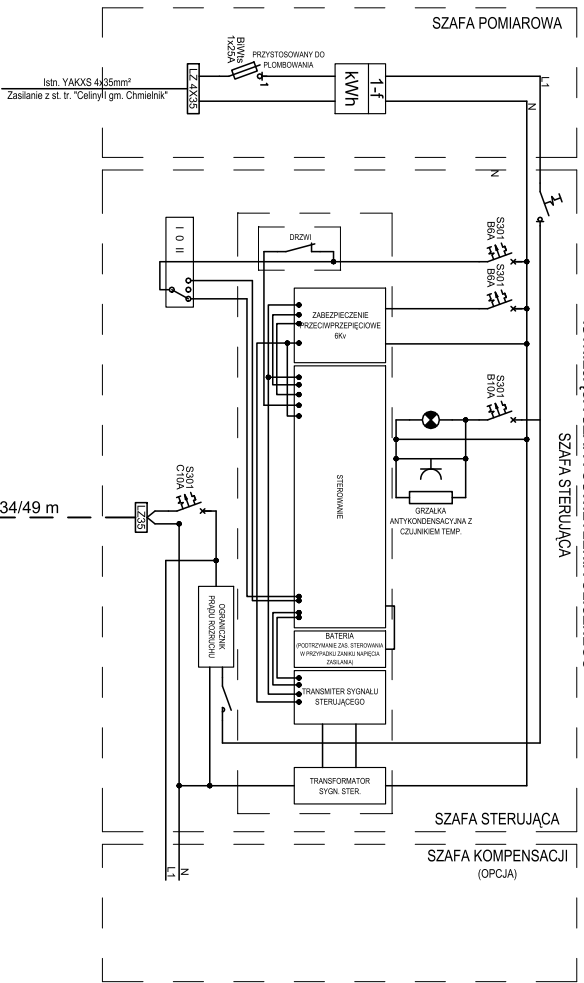 SZAFA POMIAROWA
BiWts
1x25A
PRZYSTOSOWANY DO
PLOMBOWANIA
1
Istn. YAKXS 4x35mm²
Zasilanie z st. tr. "Celiny I gm. Chmielnik"
LZ 4X35
1-f
kWh
L1
N
N
S301
B6A
S301
B6A
DRZWI
I 0 II
ZABEZPIECZENIE
PRZECIWPRZEPIĘCIOWE
6Kv
S301
B10A
SZAFA STERUJĄCA
STEROWANIE
GRZAŁKA
ANTYKONDENSACYJNA Z
CZUJNIKIEM TEMP.
S301
C10A
34/49 m
LZ35
OGRANICZNIK
PRĄDU ROZRUCHU
BATERIA
(PODTRZYMANIE ZAS. STEROWANIA
W PRZYPADKU ZANIKU NAPIĘCIA
ZASILANIA)
TRANSMITER SYGNAŁU
STERUJĄCEGO
TRANSFORMATOR
SYGN. STER.
SZAFA STERUJĄCA
SZAFA KOMPENSACJI
(OPCJA)
L1
N